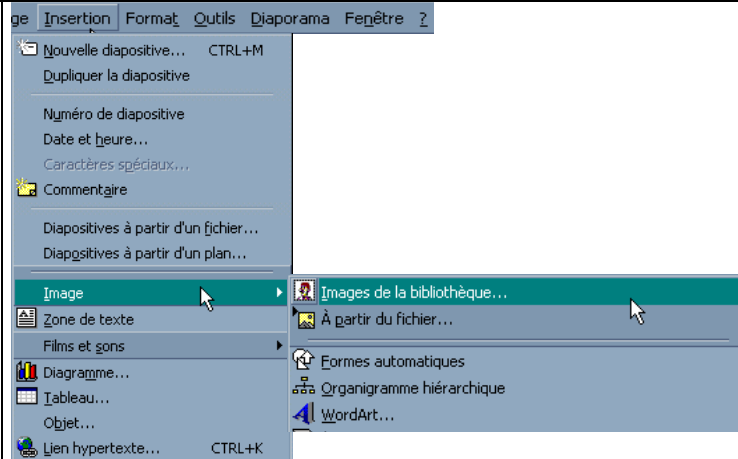 ge Insertion Format Outils Diaporama Fenêtre ?
Nouvelle diapositive... CTRL+M
Dupliquer la diapositive
Numéro de diapositive
Date et heure...
Caractères spéciaux...
Commentaire
Diapositives à partir d'un fichier...
Diapositives à partir d'un plan...
Image
Images de la bibliothèque...
Zone de texte
À partir du fichier...
Films et sons
Formes automatiques
Diagramme...
Organigramme hiérarchique
Tableau...
WordArt...
Objet...
Lien hypertexte... CTRL+K